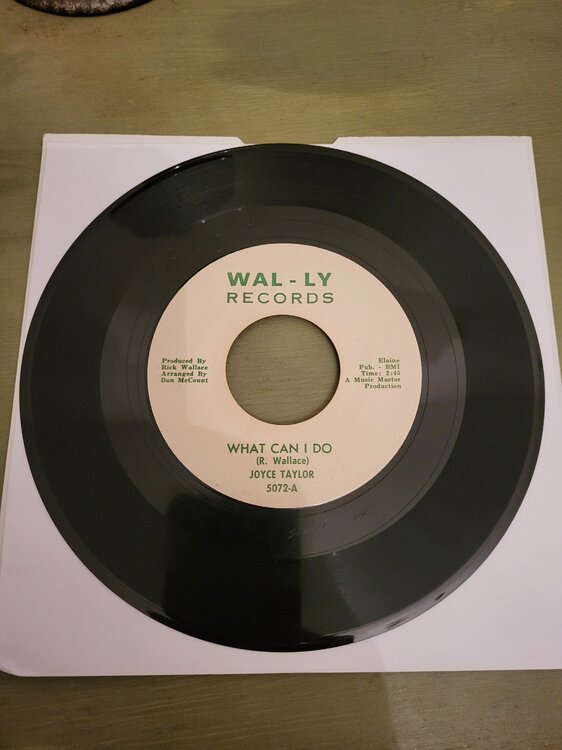 WAL-LY
RECORDS
Produced By
Rick Wallace
Arranged By
Don McCount
Elaine
Pub. - BMI
Time: 2:45
A Music Master
Production
WHAT CAN I DO
(R. Wallace)
JOYCE TAYLOR
5072-A